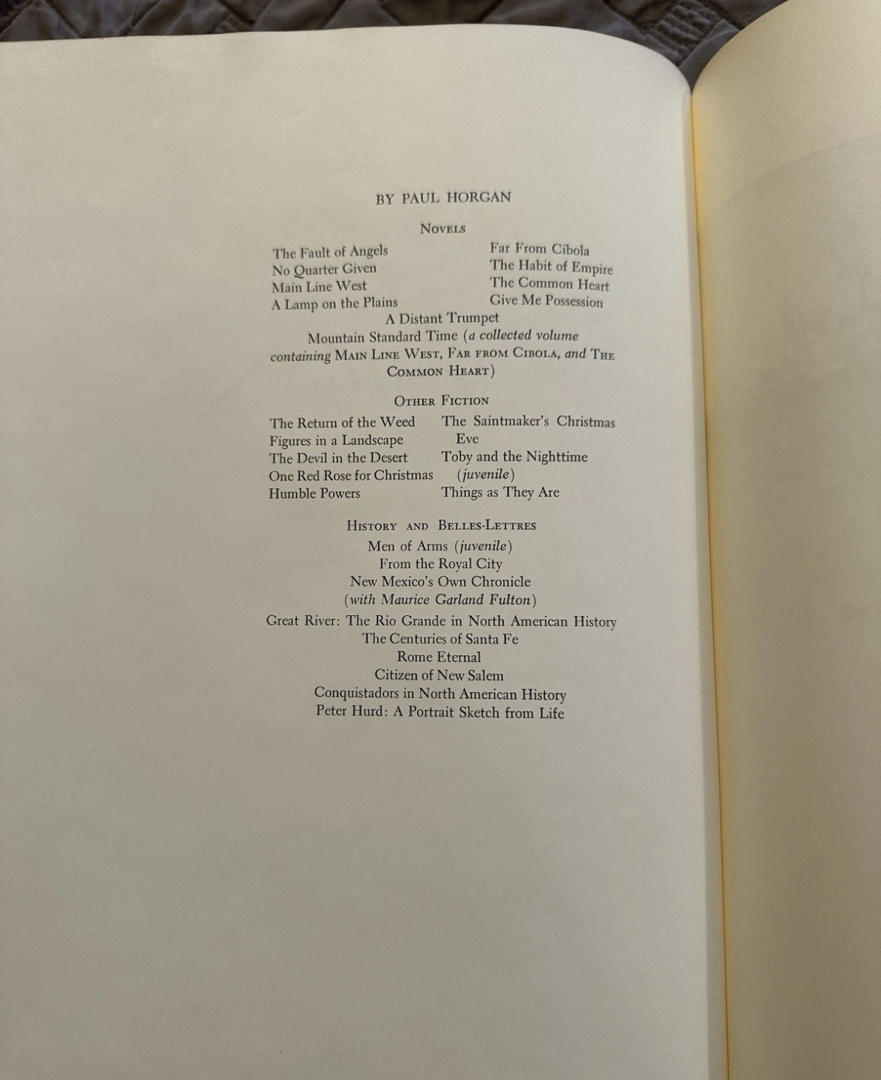 BY PAUL HORGAN
NOVELS
The Fault of Angels
No Quarter Given
Main Line West
A Lamp on the Plains
Far From Cibola
The Habit of Empire
The Common Heart
Give Me Possession
A Distant Trumpet
Mountain Standard Time (a collected volume
containing MAIN LINE WEST, FAR FROM CIBOLA, and THE
COMMON HEART)
OTHER FICTION
The Return of the Weed
Figures in a Landscape
The Devil in the Desert
One Red Rose for Christmas
Humble Powers
The Saintmaker's Christmas
Eve
Toby and the Nighttime
(juvenile)
Things as They Are
HISTORY AND BELLES-LETTRES
Men of Arms (juvenile)
From the Royal City
New Mexico's Own Chronicle
(with Maurice Garland Fulton)
Great River: The Rio Grande in North American History
The Centuries of Santa Fe
Rome Eternal
Citizen of New Salem
Conquistadors in North American History
Peter Hurd: A Portrait Sketch from Life